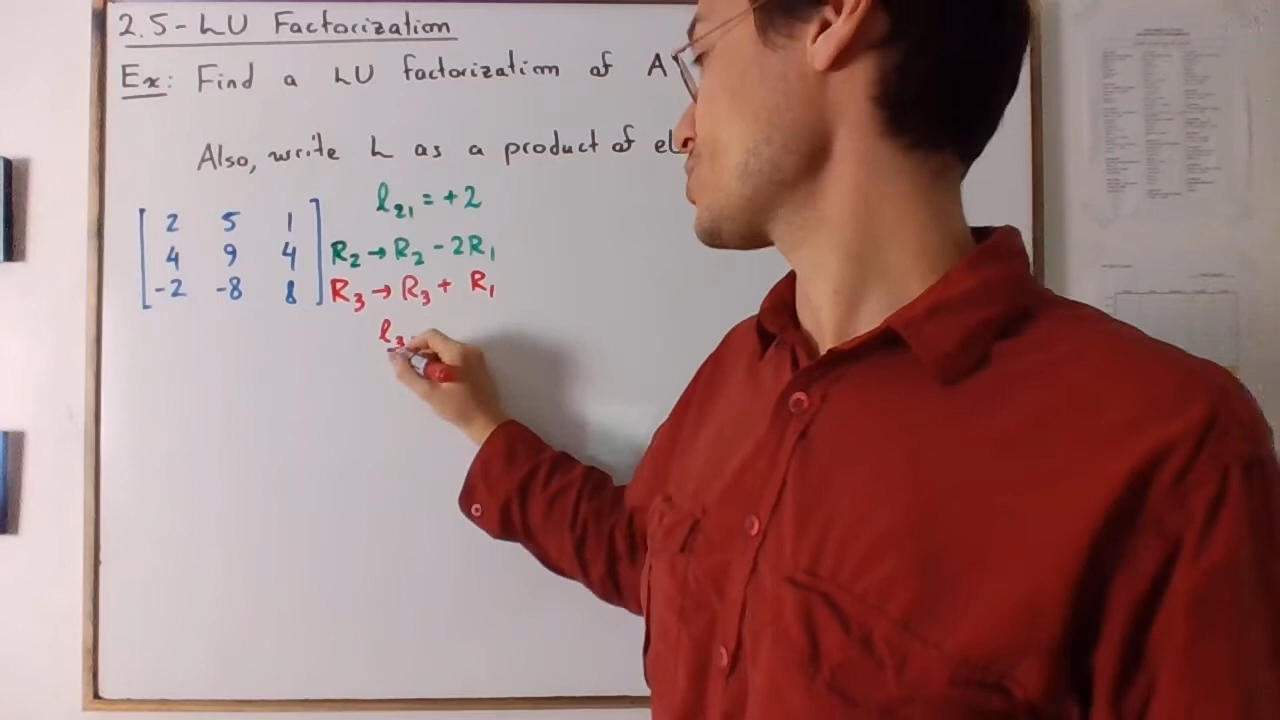 2.5 - LU Factorization
Ex: Find a LU factorization of A
Also, write L as a product of
l21 = +2
2 5 1
4 9 4 R2 → R2 - 2R1
-2 -8 8 R3 → R3 + R1
l3